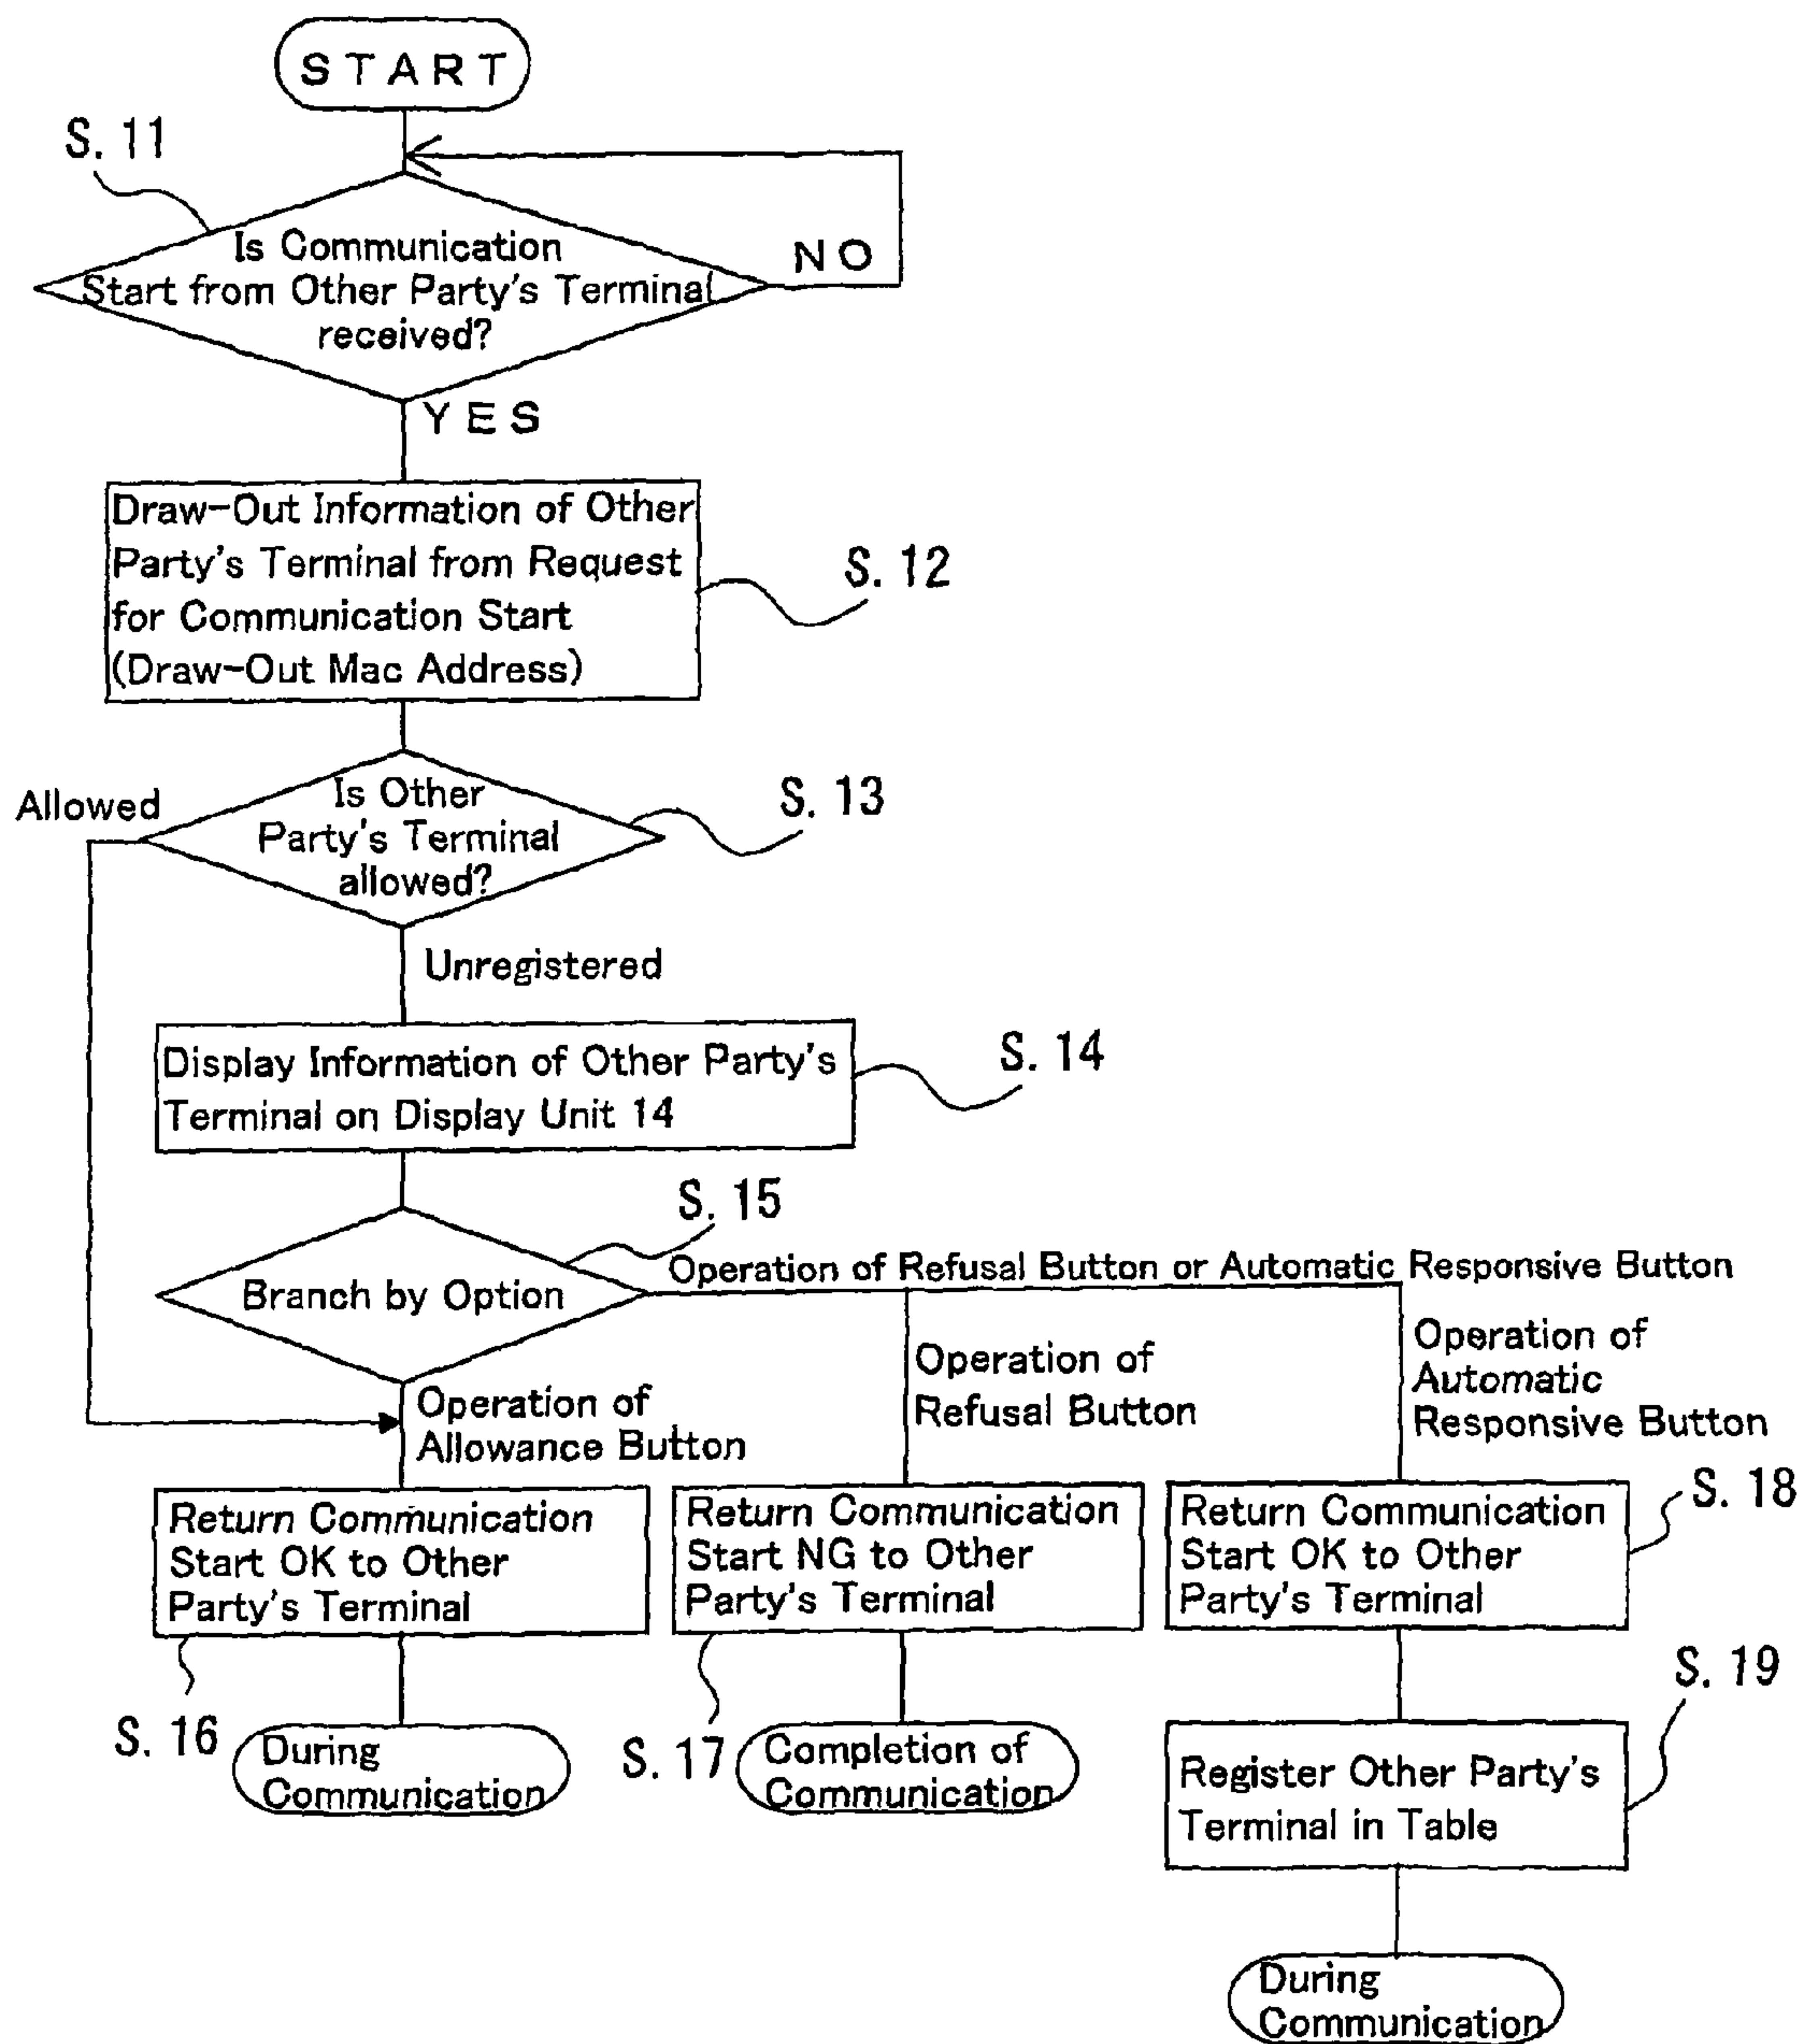 START
S. 11
Is Communication
Start from Other Party's Terminal
received?
NO
YES
Draw-Out Information of Other
Party's Terminal from Request
for Communication Start
(Draw-Out Mac Address)
S. 12
Allowed
Is Other
Party's Terminal
allowed?
S. 13
Unregistered
Display Information of Other Party's
Terminal on Display Unit 14
S. 14
S. 15
Branch by Option
Operation of Refusal Button or Automatic Responsive Button
Operation of
Allowance Button
Operation of
Refusal Button
Operation of
Automatic
Responsive Button
Return Communication
Start OK to Other
Party's Terminal
S. 16
Return Communication
Start NG to Other
Party's Terminal
S. 17
Return Communication
Start OK to Other
Party's Terminal
S. 18
During
Communication
Completion of
Communication
Register Other Party's
Terminal in Table
S. 19
During
Communication